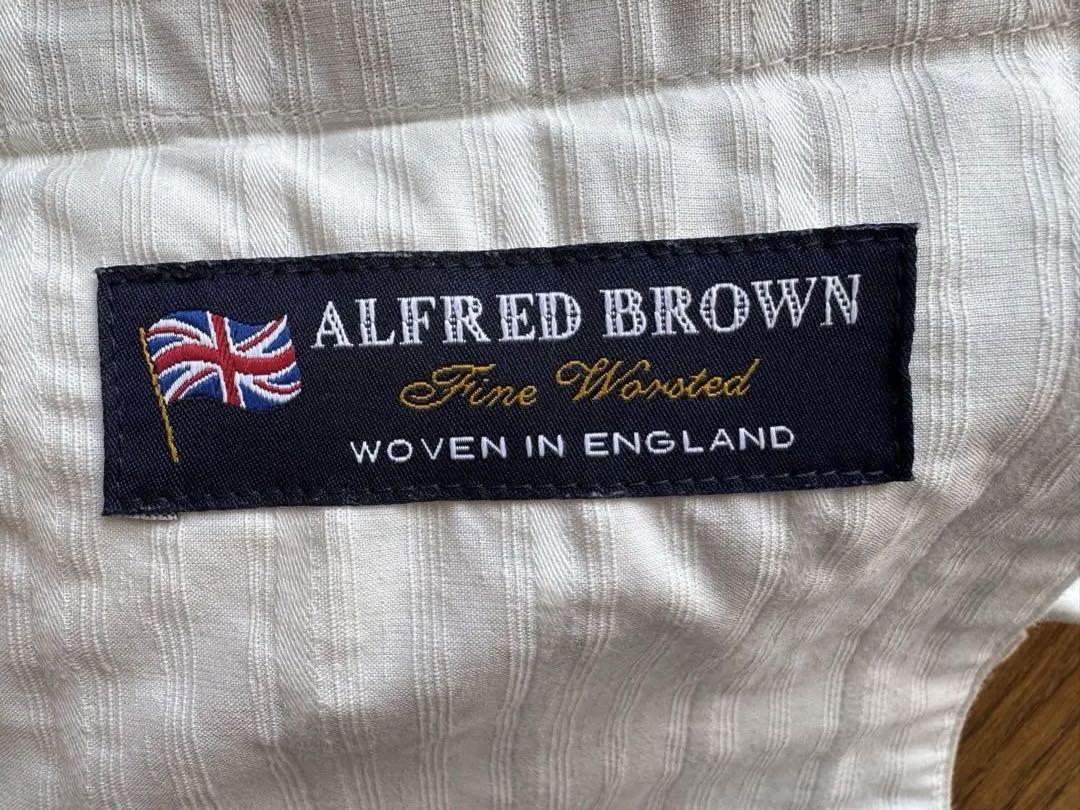 ALFRED BROWN
Fine Worsted
WOVEN IN ENGLAND